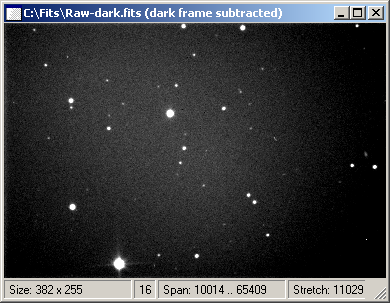 C:\Fits\Raw-dark.fits (dark frame subtracted)
Size: 382 x 255 16 Span: 10014 .. 65409 Stretch: 11029